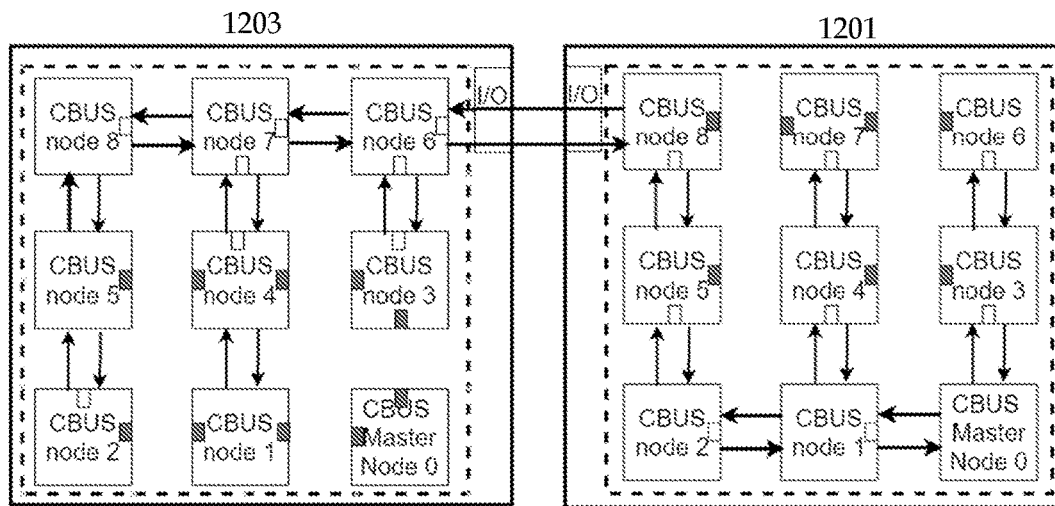 1203
1201
CBUS
node 8
CBUS
node 7
CBUS
node 6
I/O
I/O
CBUS
node 8
CBUS
node 7
CBUS
node 6
CBUS
node 5
CBUS
node 4
CBUS
node 3
CBUS
node 5
CBUS
node 4
CBUS
node 3
CBUS
node 2
CBUS
node 1
CBUS
Master
Node 0
CBUS
node 2
CBUS
node 1
CBUS
Master
Node 0